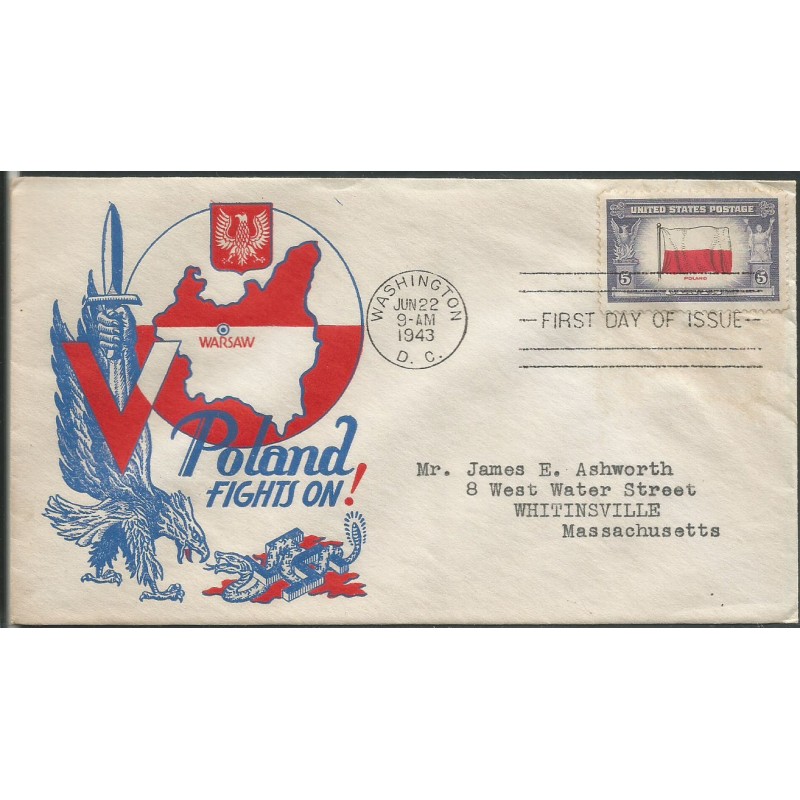 WARSAW
V
Poland
FIGHTS ON!
WASHINGTON
JUN 22
9-AM
1943
D. C.
UNITED STATES POSTAGE
5 5
POLAND
FIRST DAY OF ISSUE
Mr. James E. Ashworth
8 West Water Street
WHITINSVILLE
Massachusetts